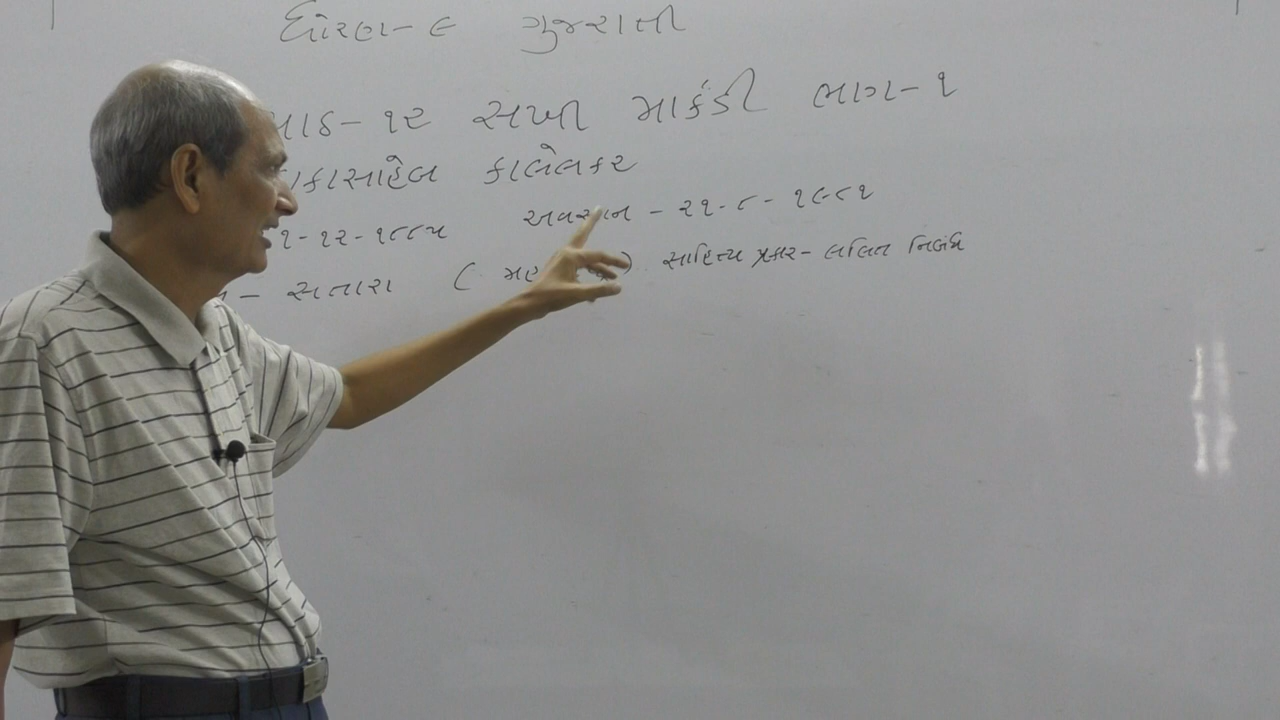 ધોરણ-૯ ગુજરાતી
પાઠ-૧૨ સખી માર્કંડી ભાગ-૧
કાકાસાહેબ કાલેલકર
૧-૧૨-૧૮૮૫ અવસાન - ૨૧-૮-૧૯૮૧
- સતારા ( સાહિત્ય પ્રકાર- લલિત નિબંધ